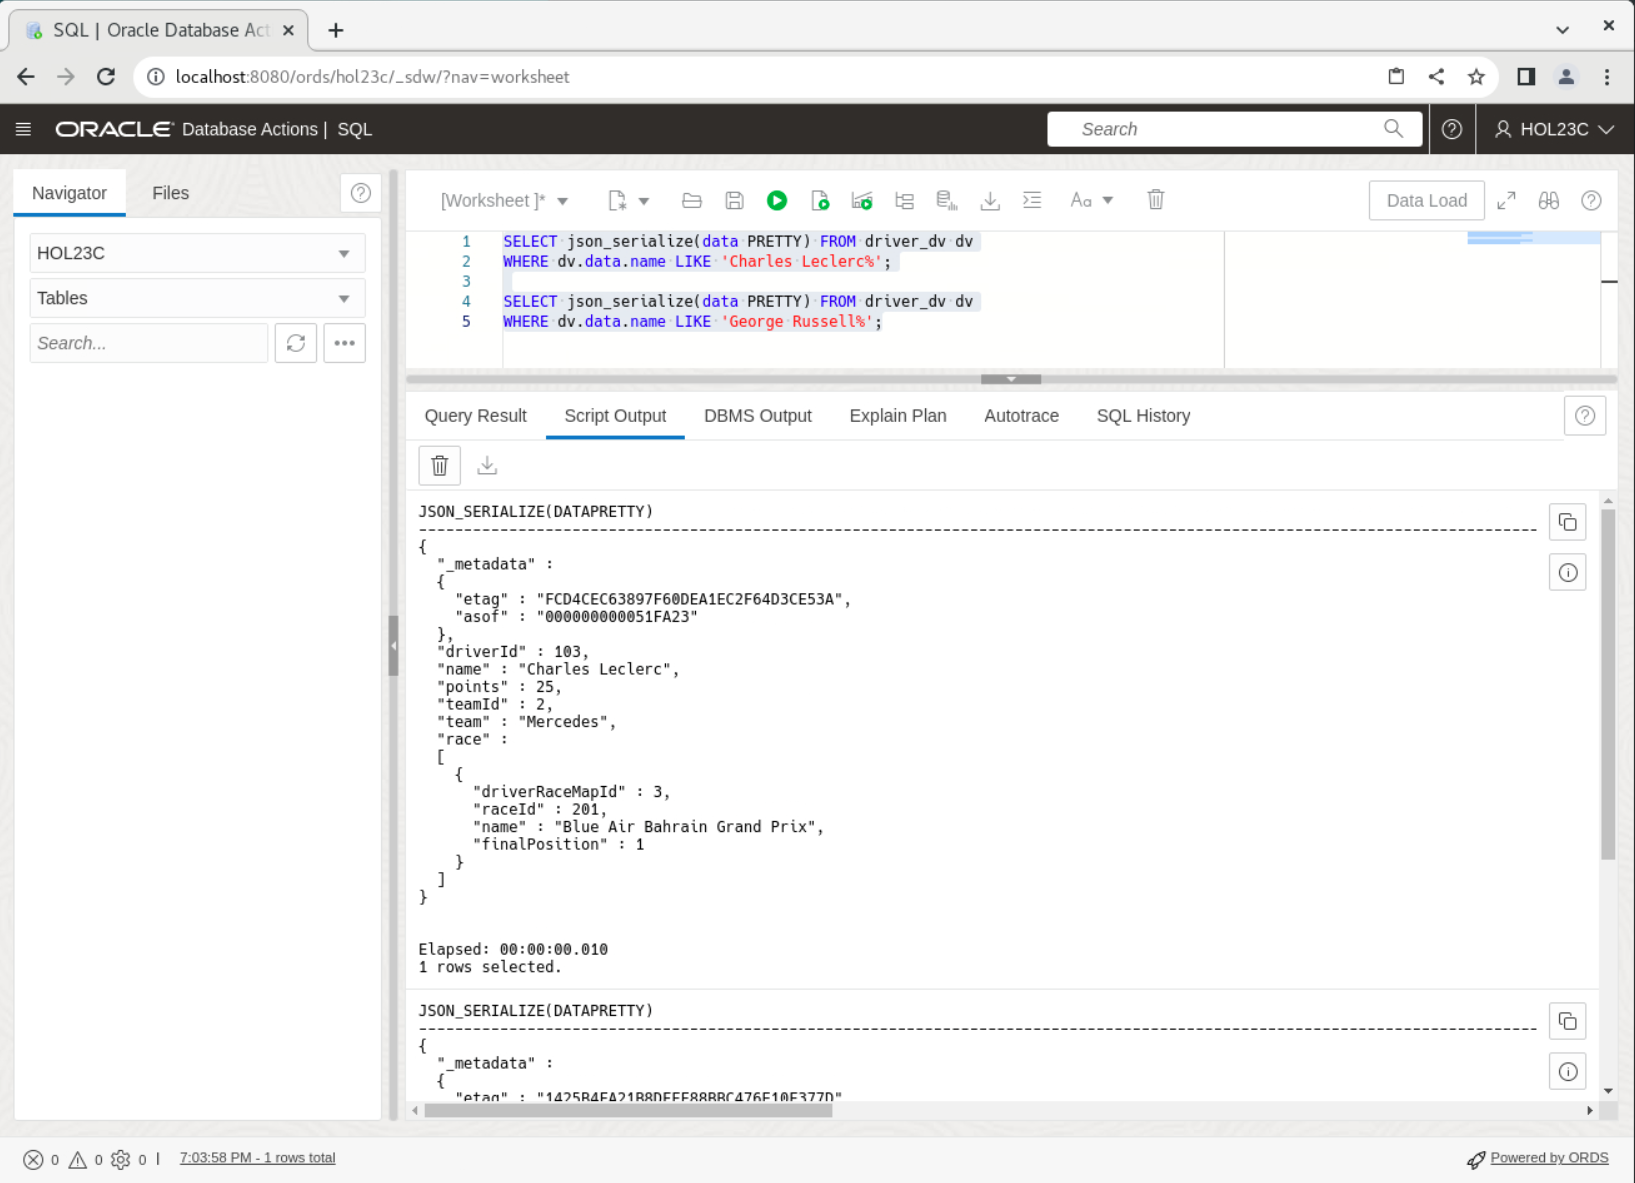 SQL | Oracle Database Act
localhost:8080/ords/hol23c/_sdw/?nav=worksheet
ORACLE Database Actions | SQL
Search
HOL23C
Navigator
Files
HOL23C
Tables
Search...
[Worksheet ]*
Aa
Data Load
1 SELECT json_serialize(data PRETTY) FROM driver_dv dv
2 WHERE dv.data.name LIKE 'Charles Leclerc%';
3
4 SELECT json_serialize(data PRETTY) FROM driver_dv dv
5 WHERE dv.data.name LIKE 'George Russell%';
Query Result Script Output DBMS Output Explain Plan Autotrace SQL History
JSON_SERIALIZE(DATAPRETTY)
{
"_metadata" :
{
"etag" : "FCD4CEC63897F60DEA1EC2F64D3CE53A",
"asof" : "000000000051FA23"
},
"driverId" : 103,
"name" : "Charles Leclerc",
"points" : 25,
"teamId" : 2,
"team" : "Mercedes",
"race" :
[
{
"driverRaceMapId" : 3,
"raceId" : 201,
"name" : "Blue Air Bahrain Grand Prix",
"finalPosition" : 1
}
]
}
Elapsed: 00:00:00.010
1 rows selected.
JSON_SERIALIZE(DATAPRETTY)
{
"_metadata" :
{
"etag" :
0 0 0 | 7:03:58 PM - 1 rows total
Powered by ORDS